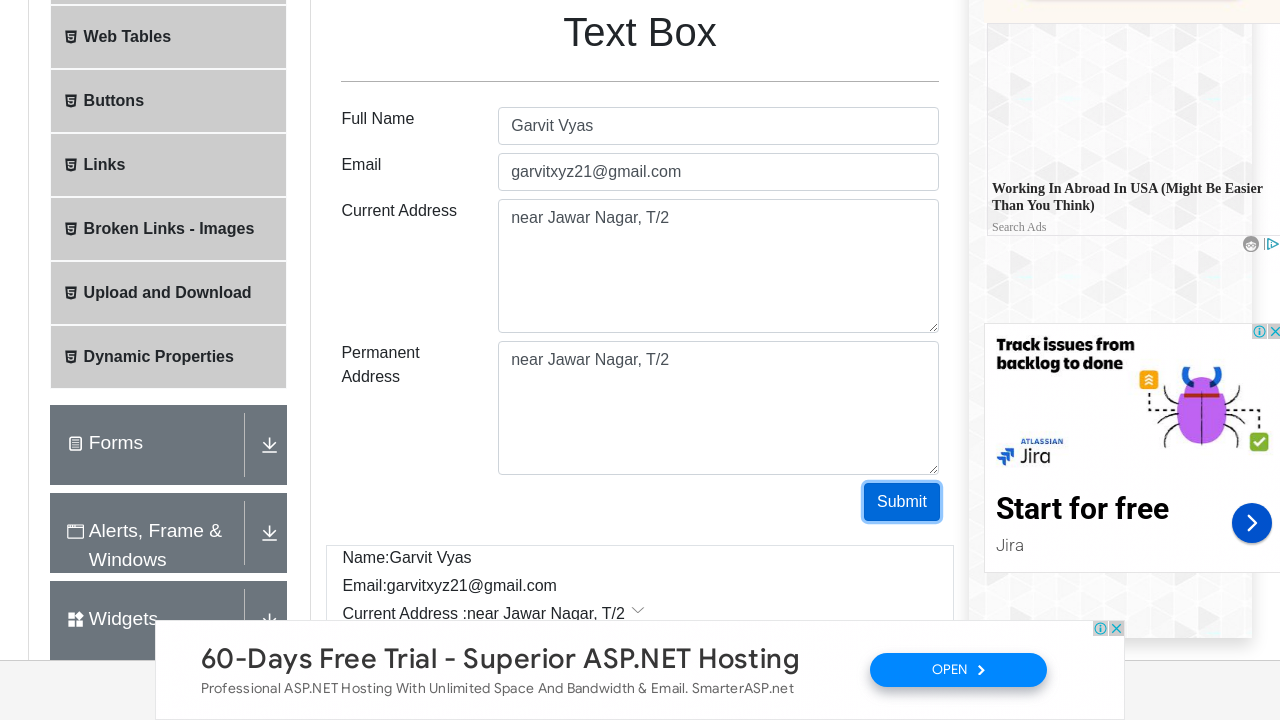 Web Tables
Buttons
Links
Broken Links - Images
Upload and Download
Dynamic Properties
Forms
Alerts, Frame &
Windows
Widgets
Text Box
Full Name
Garvit Vyas
Email
garvitxyz21@gmail.com
Current Address
near Jawar Nagar, T/2
Permanent
Address
near Jawar Nagar, T/2
Submit
Name:Garvit Vyas
Email:garvitxyz21@gmail.com
Current Address :near Jawar Nagar, T/2
Working In Abroad In USA (Might Be Easier
Than You Think)
Search Ads
Track issues from
backlog to done
ATLASSIAN
Jira
Start for free
Jira
60-Days Free Trial - Superior ASP.NET Hosting
Professional ASP.NET Hosting With Unlimited Space And Bandwidth & Email. SmarterASP.net
OPEN